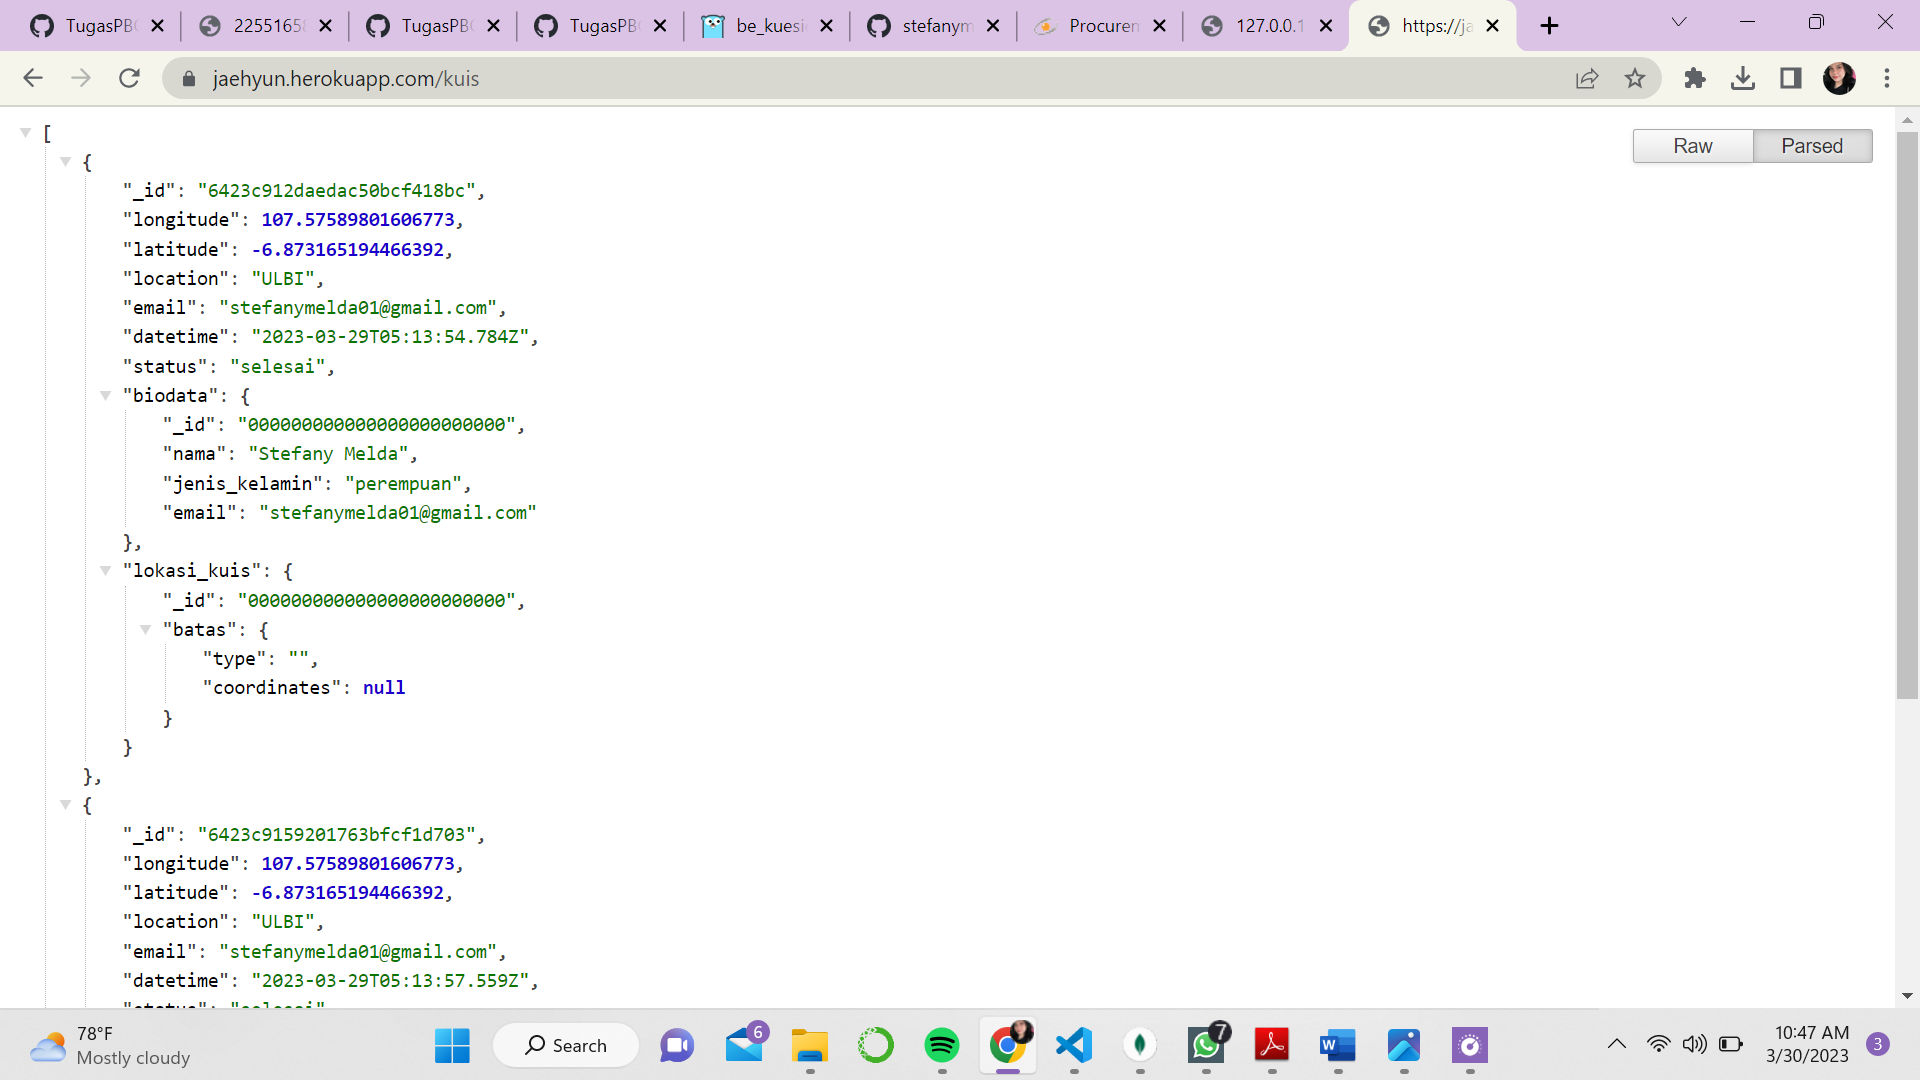 TugasPB
2255165
TugasPB
TugasPB
be_kuesi
stefanym
Procurem
127.0.0.1
https://ja
jaehyun.herokuapp.com/kuis
Raw
Parsed
[
{
"_id": "6423c912daedac50bcf418bc",
"longitude": 107.57589801606773,
"latitude": -6.873165194466392,
"location": "ULBI",
"email": "stefanymelda01@gmail.com",
"datetime": "2023-03-29T05:13:54.784Z",
"status": "selesai",
"biodata": {
"_id": "000000000000000000000000",
"nama": "Stefany Melda",
"jenis_kelamin": "perempuan",
"email": "stefanymelda01@gmail.com"
},
"lokasi_kuis": {
"_id": "000000000000000000000000",
"batas": {
"type": "",
"coordinates": null
}
}
},
{
"_id": "6423c9159201763bfcf1d703",
"longitude": 107.57589801606773,
"latitude": -6.873165194466392,
"location": "ULBI",
"email": "stefanymelda01@gmail.com",
"datetime": "2023-03-29T05:13:57.559Z",
"status": "selesai"
78°F
Mostly cloudy
Search
6
7
10:47 AM
3/30/2023
3